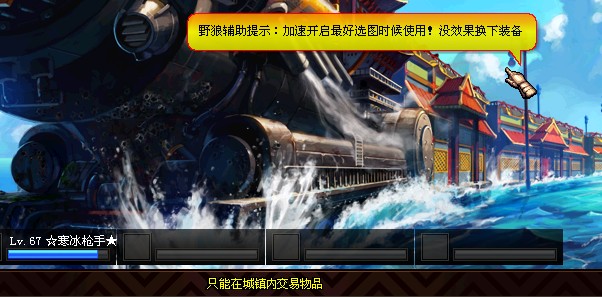 野狼辅助提示：加速开启最好选图时候使用！没效果换下装备
Lv. 67 ☆寒冰枪手★
只能在城镇内交易物品